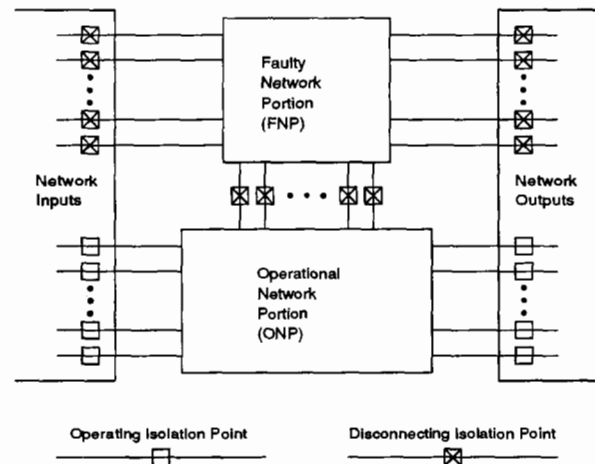 Faulty
Network
Portion
(FNP)
Network
Inputs
Network
Outputs
Operational
Network
Portion
(ONP)
Operating Isolation Point
Disconnecting Isolation Point